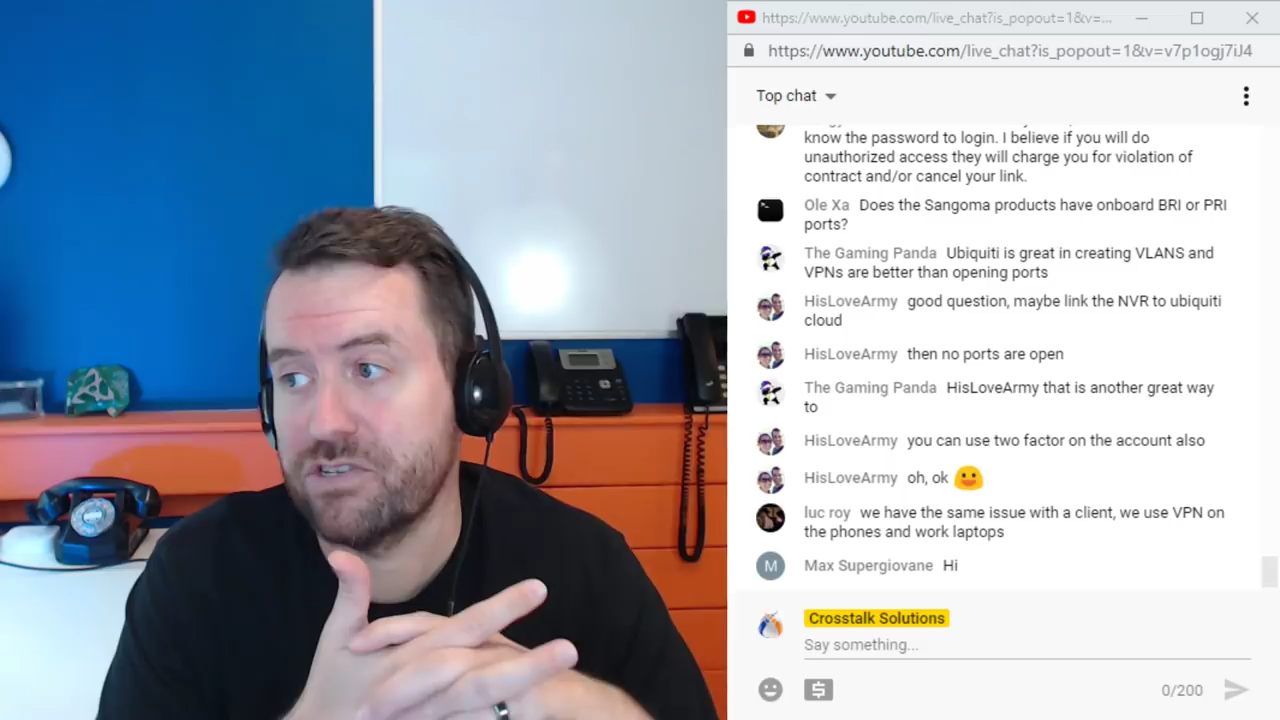 https://www.youtube.com/live_chat?is_popout=1&v=...
https://www.youtube.com/live_chat?is_popout=1&v=v7p1ogj7iJ4
Top chat
know the password to login. I believe if you will do
unauthorized access they will charge you for violation of
contract and/or cancel your link.
Ole Xa Does the Sangoma products have onboard BRI or PRI
ports?
The Gaming Panda Ubiquiti is great in creating VLANS and
VPNs are better than opening ports
HisLoveArmy good question, maybe link the NVR to ubiquiti
cloud
HisLoveArmy then no ports are open
The Gaming Panda HisLoveArmy that is another great way
to
HisLoveArmy you can use two factor on the account also
HisLoveArmy oh, ok
luc roy we have the same issue with a client, we use VPN on
the phones and work laptops
M Max Supergiovane Hi
Crosstalk Solutions
Say something...
0/200